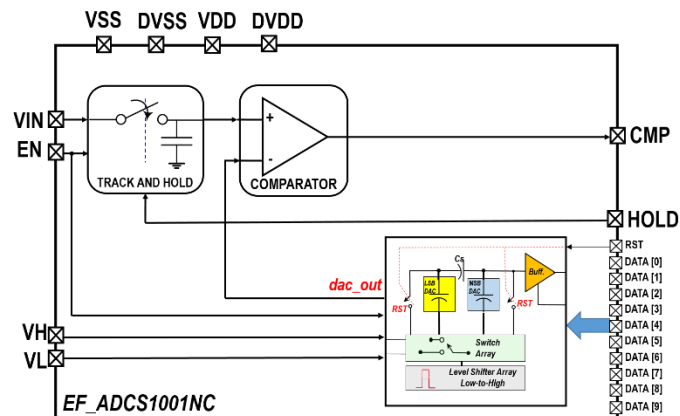 VSS DVSS VDD DVDD
VIN
EN
TRACK AND HOLD
+
-
COMPARATOR
CMP
HOLD
RST
DATA [0]
DATA [1]
DATA [2]
DATA [3]
DATA [4]
DATA [5]
DATA [6]
DATA [7]
DATA [8]
DATA [9]
dac_out
Cs
LSB
DAC
MSB
DAC
Buff.
RST
RST
Switch
Array
Level Shifter Array
Low-to-High
VH
VL
EF_ADCS1001NC